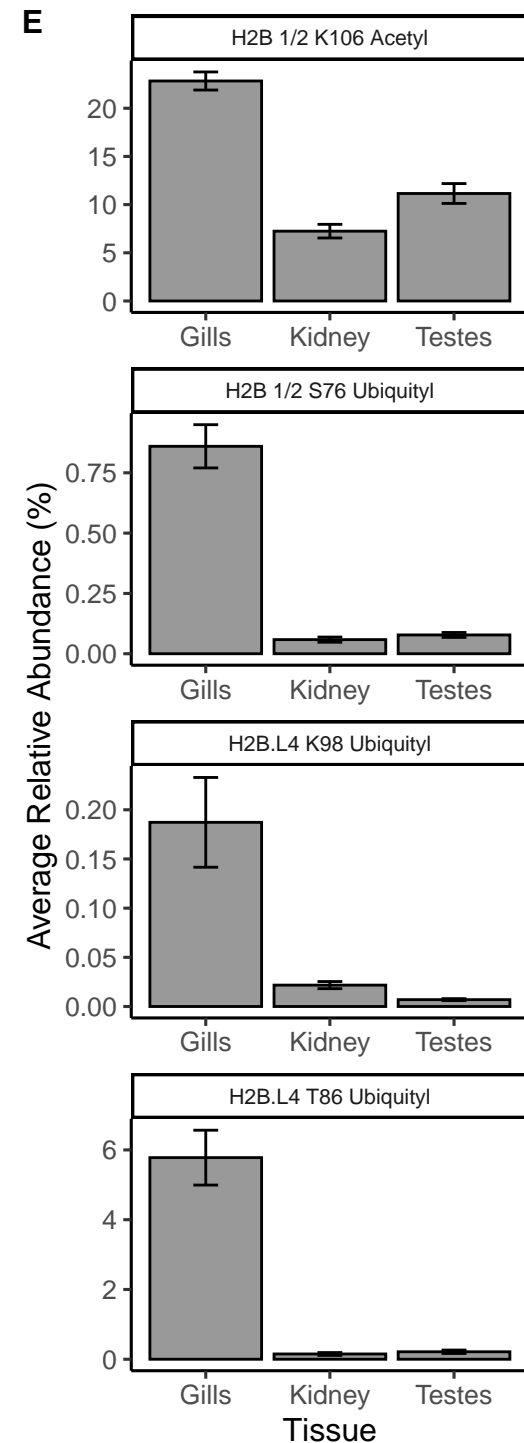 E
H2B 1/2 K106 Acetyl
20
15
10
5
0
Gills Kidney Testes
H2B 1/2 S76 Ubiquityl
0.75
0.50
0.25
0.00
Gills Kidney Testes
H2B.L4 K98 Ubiquityl
0.20
0.15
0.10
0.05
0.00
Gills Kidney Testes
H2B.L4 T86 Ubiquityl
6
4
2
0
Gills Kidney Testes
Tissue
Average Relative Abundance (%)